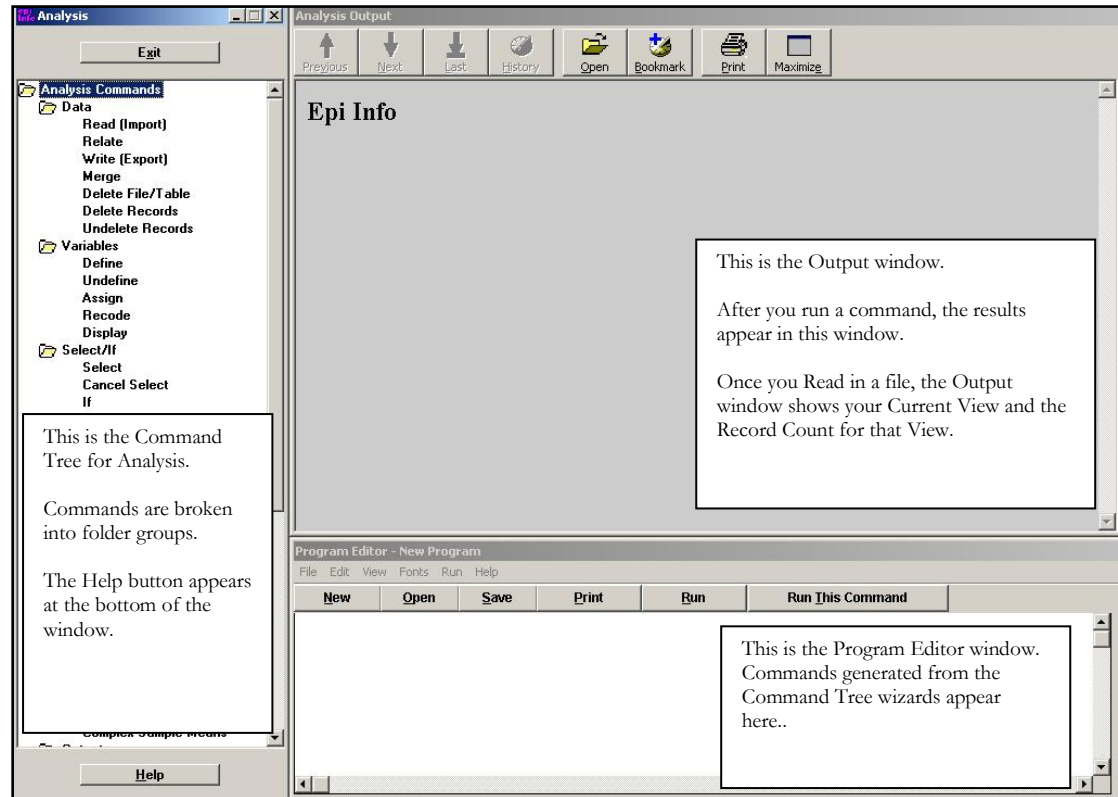 Epi Info Analysis
Exit
Analysis Commands
Data
Read (Import)
Relate
Write (Export)
Merge
Delete File/Table
Delete Records
Undelete Records
Variables
Define
Undefine
Assign
Recode
Display
Select/If
Select
Cancel Select
If
This is the Command
Tree for Analysis.
Commands are broken
into folder groups.
The Help button appears
at the bottom of the
window.
Complex Sample Means
Help
Analysis Output
Previous Next Last History Open Bookmark Print Maximize
Epi Info
This is the Output window.
After you run a command, the results
appear in this window.
Once you Read in a file, the Output
window shows your Current View and the
Record Count for that View.
Program Editor - New Program
File Edit View Fonts Run Help
New Open Save Print Run Run This Command
This is the Program Editor window.
Commands generated from the
Command Tree wizards appear
here..